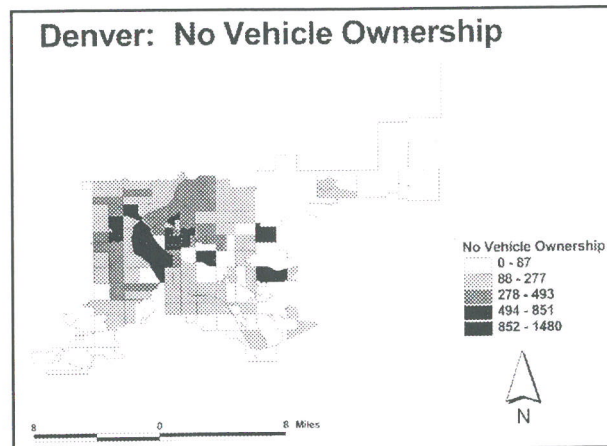 Denver: No Vehicle Ownership
No Vehicle Ownership
0 - 87
88 - 277
278 - 493
494 - 851
852 - 1480
N
8 0 8 Miles